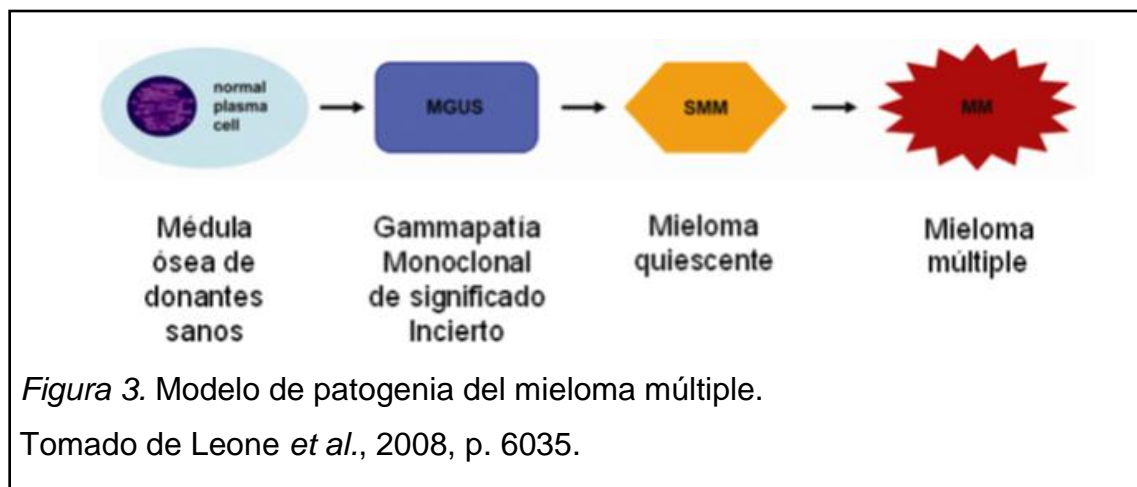 normal
plasma
cell
MGUS
SMM
MM
Médula
ósea de
donantes
sanos
Gammapatía
Monoclonal
de significado
Incierto
Mieloma
quiescente
Mieloma
múltiple
Figura 3. Modelo de patogenia del mieloma múltiple.
Tomado de Leone et al., 2008, p. 6035.